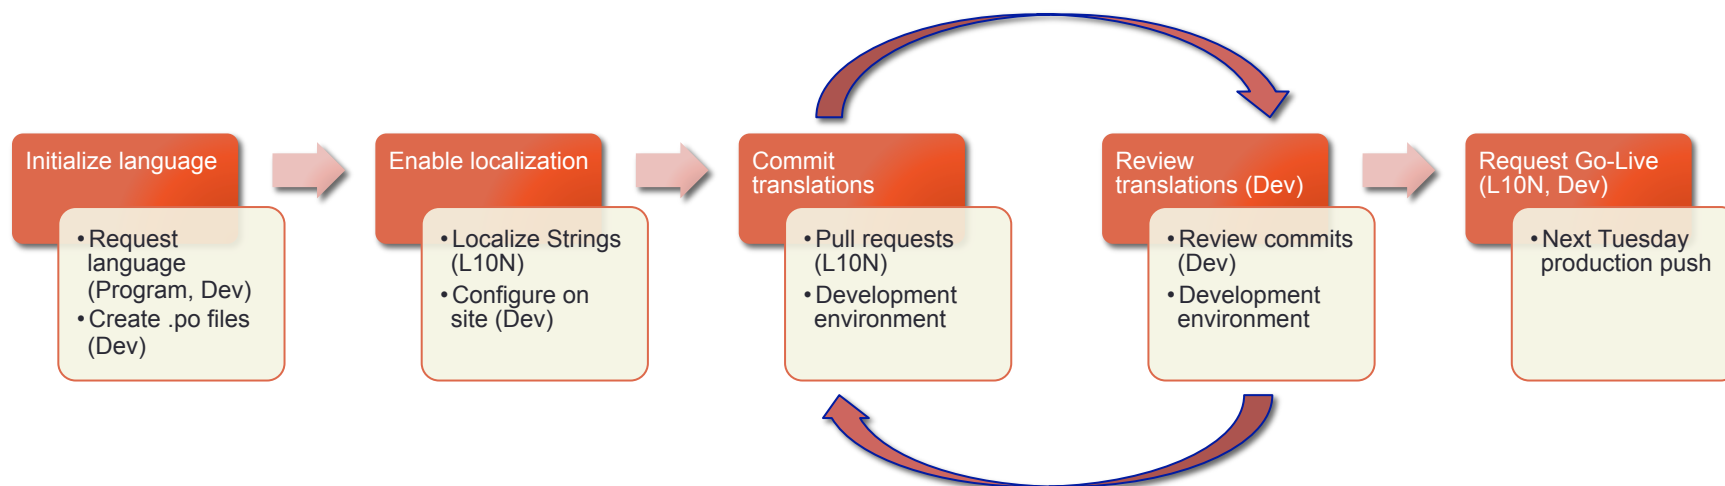 Initialize language
• Request
language
(Program, Dev)
• Create .po files
(Dev)
Enable localization
• Localize Strings
(L10N)
• Configure on
site (Dev)
Commit
translations
• Pull requests
(L10N)
• Development
environment
Review
translations (Dev)
• Review commits
(Dev)
• Development
environment
Request Go-Live
(L10N, Dev)
• Next Tuesday
production push